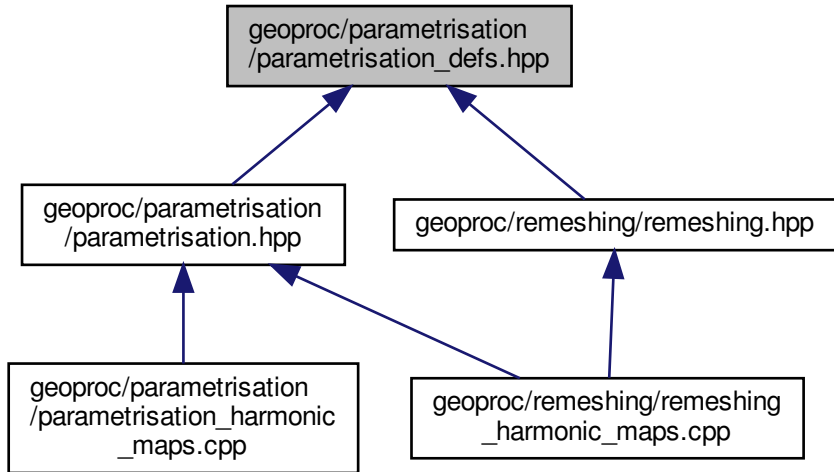 geoproc/parametrisation
/parametrisation_defs.hpp
geoproc/parametrisation
/parametrisation.hpp
geoproc/remeshing/remeshing.hpp
geoproc/parametrisation
/parametrisation_harmonic
_maps.cpp
geoproc/remeshing/remeshing
_harmonic_maps.cpp